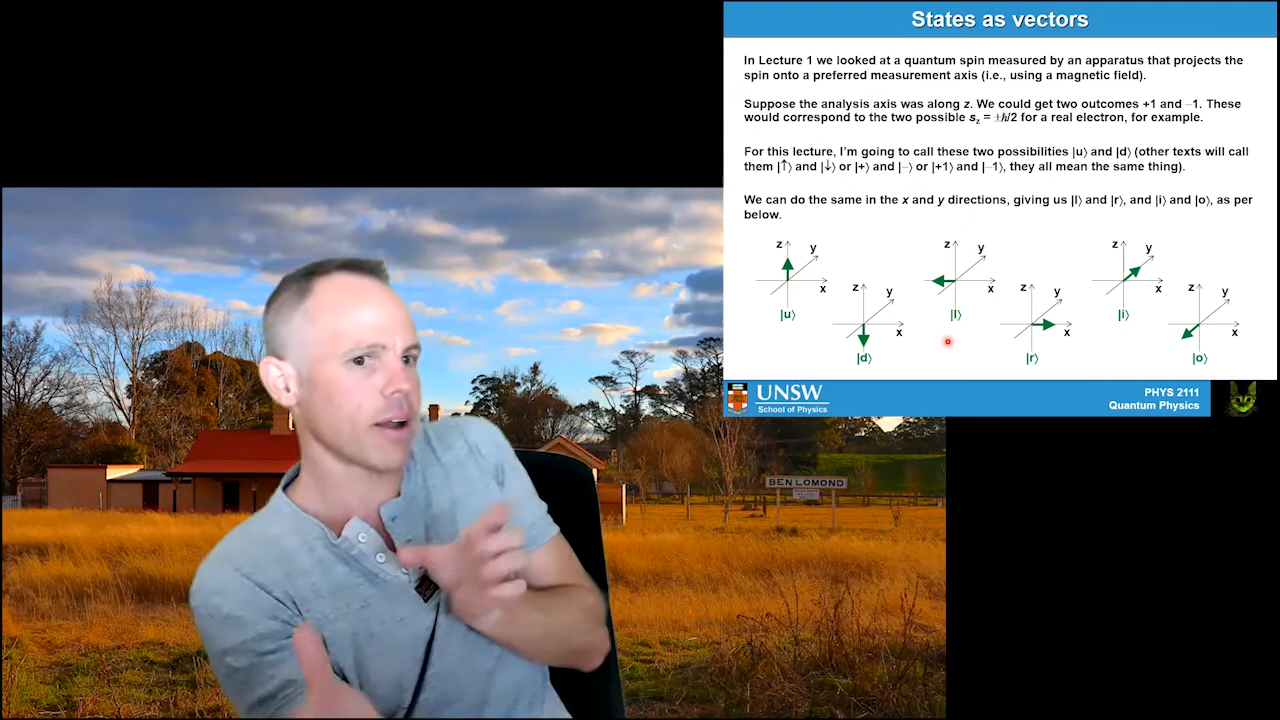 States as vectors
In Lecture 1 we looked at a quantum spin measured by an apparatus that projects the
spin onto a preferred measurement axis (i.e., using a magnetic field).
Suppose the analysis axis was along z. We could get two outcomes +1 and –1. These
would correspond to the two possible sz = ±ℏ/2 for a real electron, for example.
For this lecture, I'm going to call these two possibilities |u⟩ and |d⟩ (other texts will call
them |↑⟩ and |↓⟩ or |+⟩ and |–⟩ or |+1⟩ and |–1⟩, they all mean the same thing).
We can do the same in the x and y directions, giving us |l⟩ and |r⟩, and |i⟩ and |o⟩, as per
below.
z y x
|u⟩
z y x
|d⟩
z y x
|l⟩
z y x
|r⟩
z y x
|i⟩
z y x
|o⟩
UNSW
School of Physics
PHYS 2111
Quantum Physics
BEN LOMOND